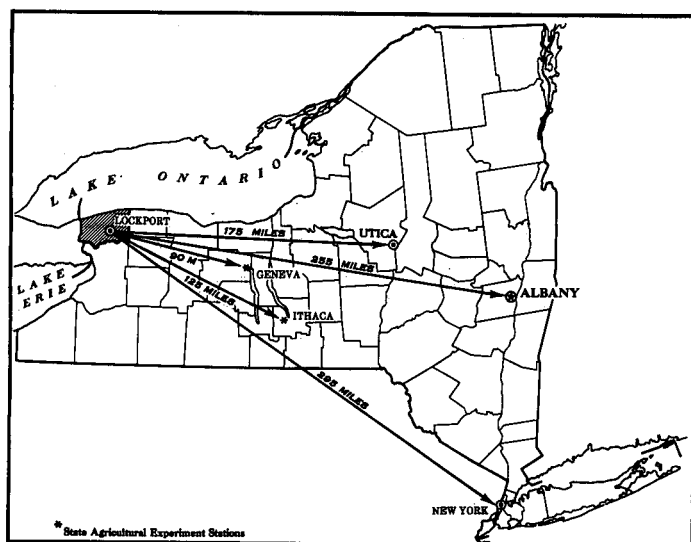 LAKE ONTARIO
LOCKPORT
175 MILES
UTICA
90 M
GENEVA
255 MILES
LAKE
ERIE
125 MILES
ALBANY
ITHACA
295 MILES
NEW YORK
* State Agricultural Experiment Stations